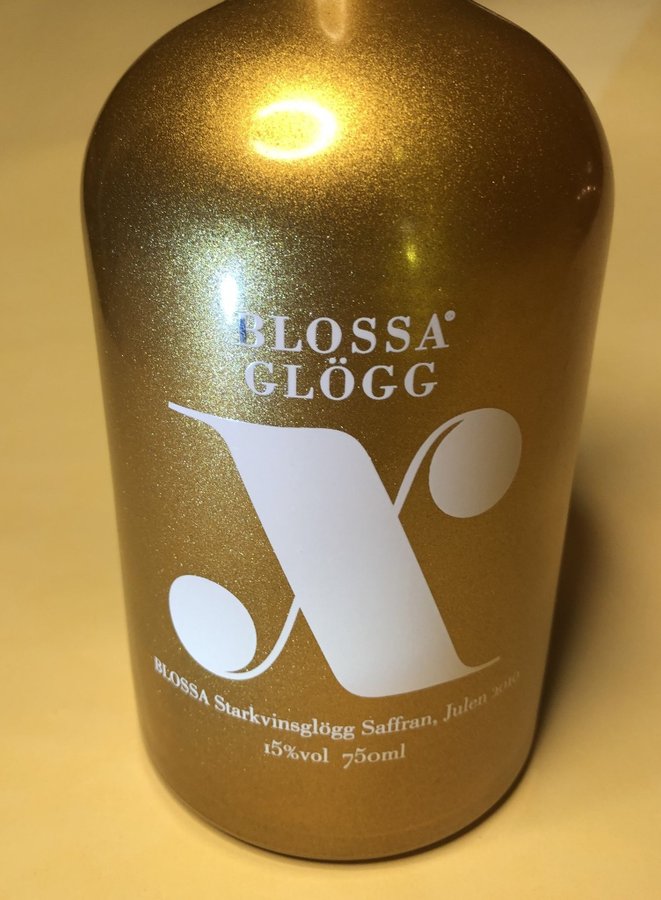 BLOSSA
GLÖGG
X
BLOSSA Starkvinsglögg Saffran, Julen 2010
15%vol 750ml